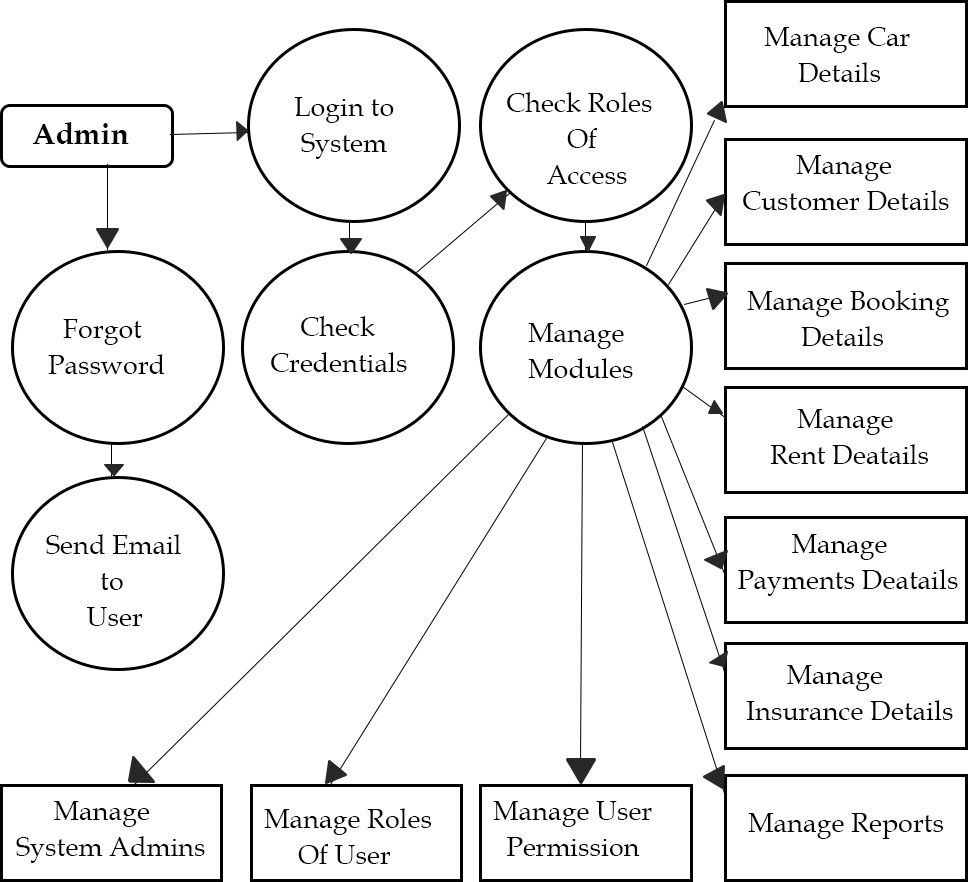 Admin
Login to
System
Check Roles
Of
Access
Manage Car
Details
Manage
Customer Details
Forgot
Password
Check
Credentials
Manage
Modules
Manage Booking
Details
Manage
Rent Deatails
Send Email
to
User
Manage
Payments Deatails
Manage
Insurance Details
Manage
System Admins
Manage Roles
Of User
Manage User
Permission
Manage Reports